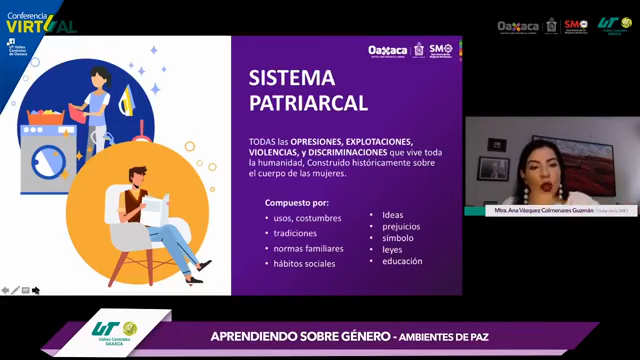 Conferencia
VIRTUAL
UT Valles
Centrales
de Oaxaca
Oaxaca
SM
UT
Valles Centrales
OAXACA
Oaxaca
SM
SISTEMA
PATRIARCAL
TODAS las OPRESIONES, EXPLOTACIONES,
VIOLENCIAS, y DISCRIMINACIONES que vive toda
la humanidad, Construido históricamente sobre
el cuerpo de las mujeres.
Compuesto por:
• usos, costumbres
• tradiciones
• normas familiares
• hábitos sociales
• Ideas
• prejuicios
• símbolo
• leyes
• educación
Mtra. Ana Vásquez Colmenares Guzmán
UT
Valles Centrales
OAXACA
APRENDIENDO SOBRE GÉNERO - AMBIENTES DE PAZ